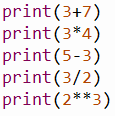 print(3+7)
print(3*4)
print(5-3)
print(3/2)
print(2**3)